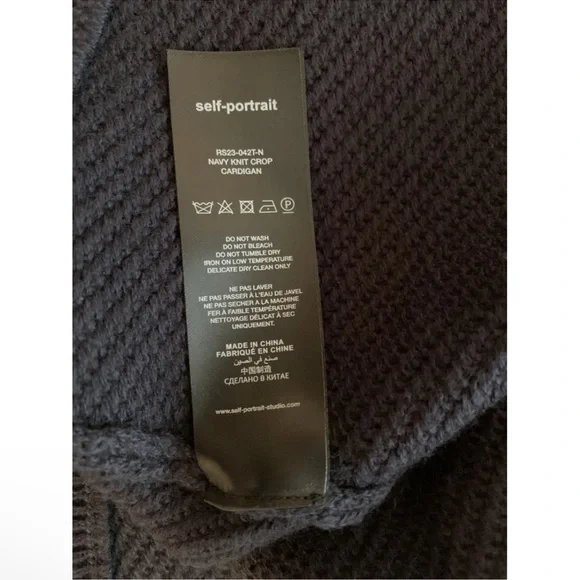 self-portrait
RS23-042T-N
NAVY KNIT CROP
CARDIGAN
DO NOT WASH
DO NOT BLEACH
DO NOT TUMBLE DRY
IRON ON LOW TEMPERATURE
DELICATE DRY CLEAN ONLY
NE PAS LAVER
NE PAS PASSER À L'EAU DE JAVEL
NE PAS SECHER A LA MACHINE
FER À FAIBLE TEMPÉRATURE
NETTOYAGE DÉLICAT À SEC
UNIQUEMENT.
MADE IN CHINA
FABRIQUÉ EN CHINE
صنع في الصين
中国制造
СДЕЛАНО В КИТАЕ
www.self-portrait-studio.com